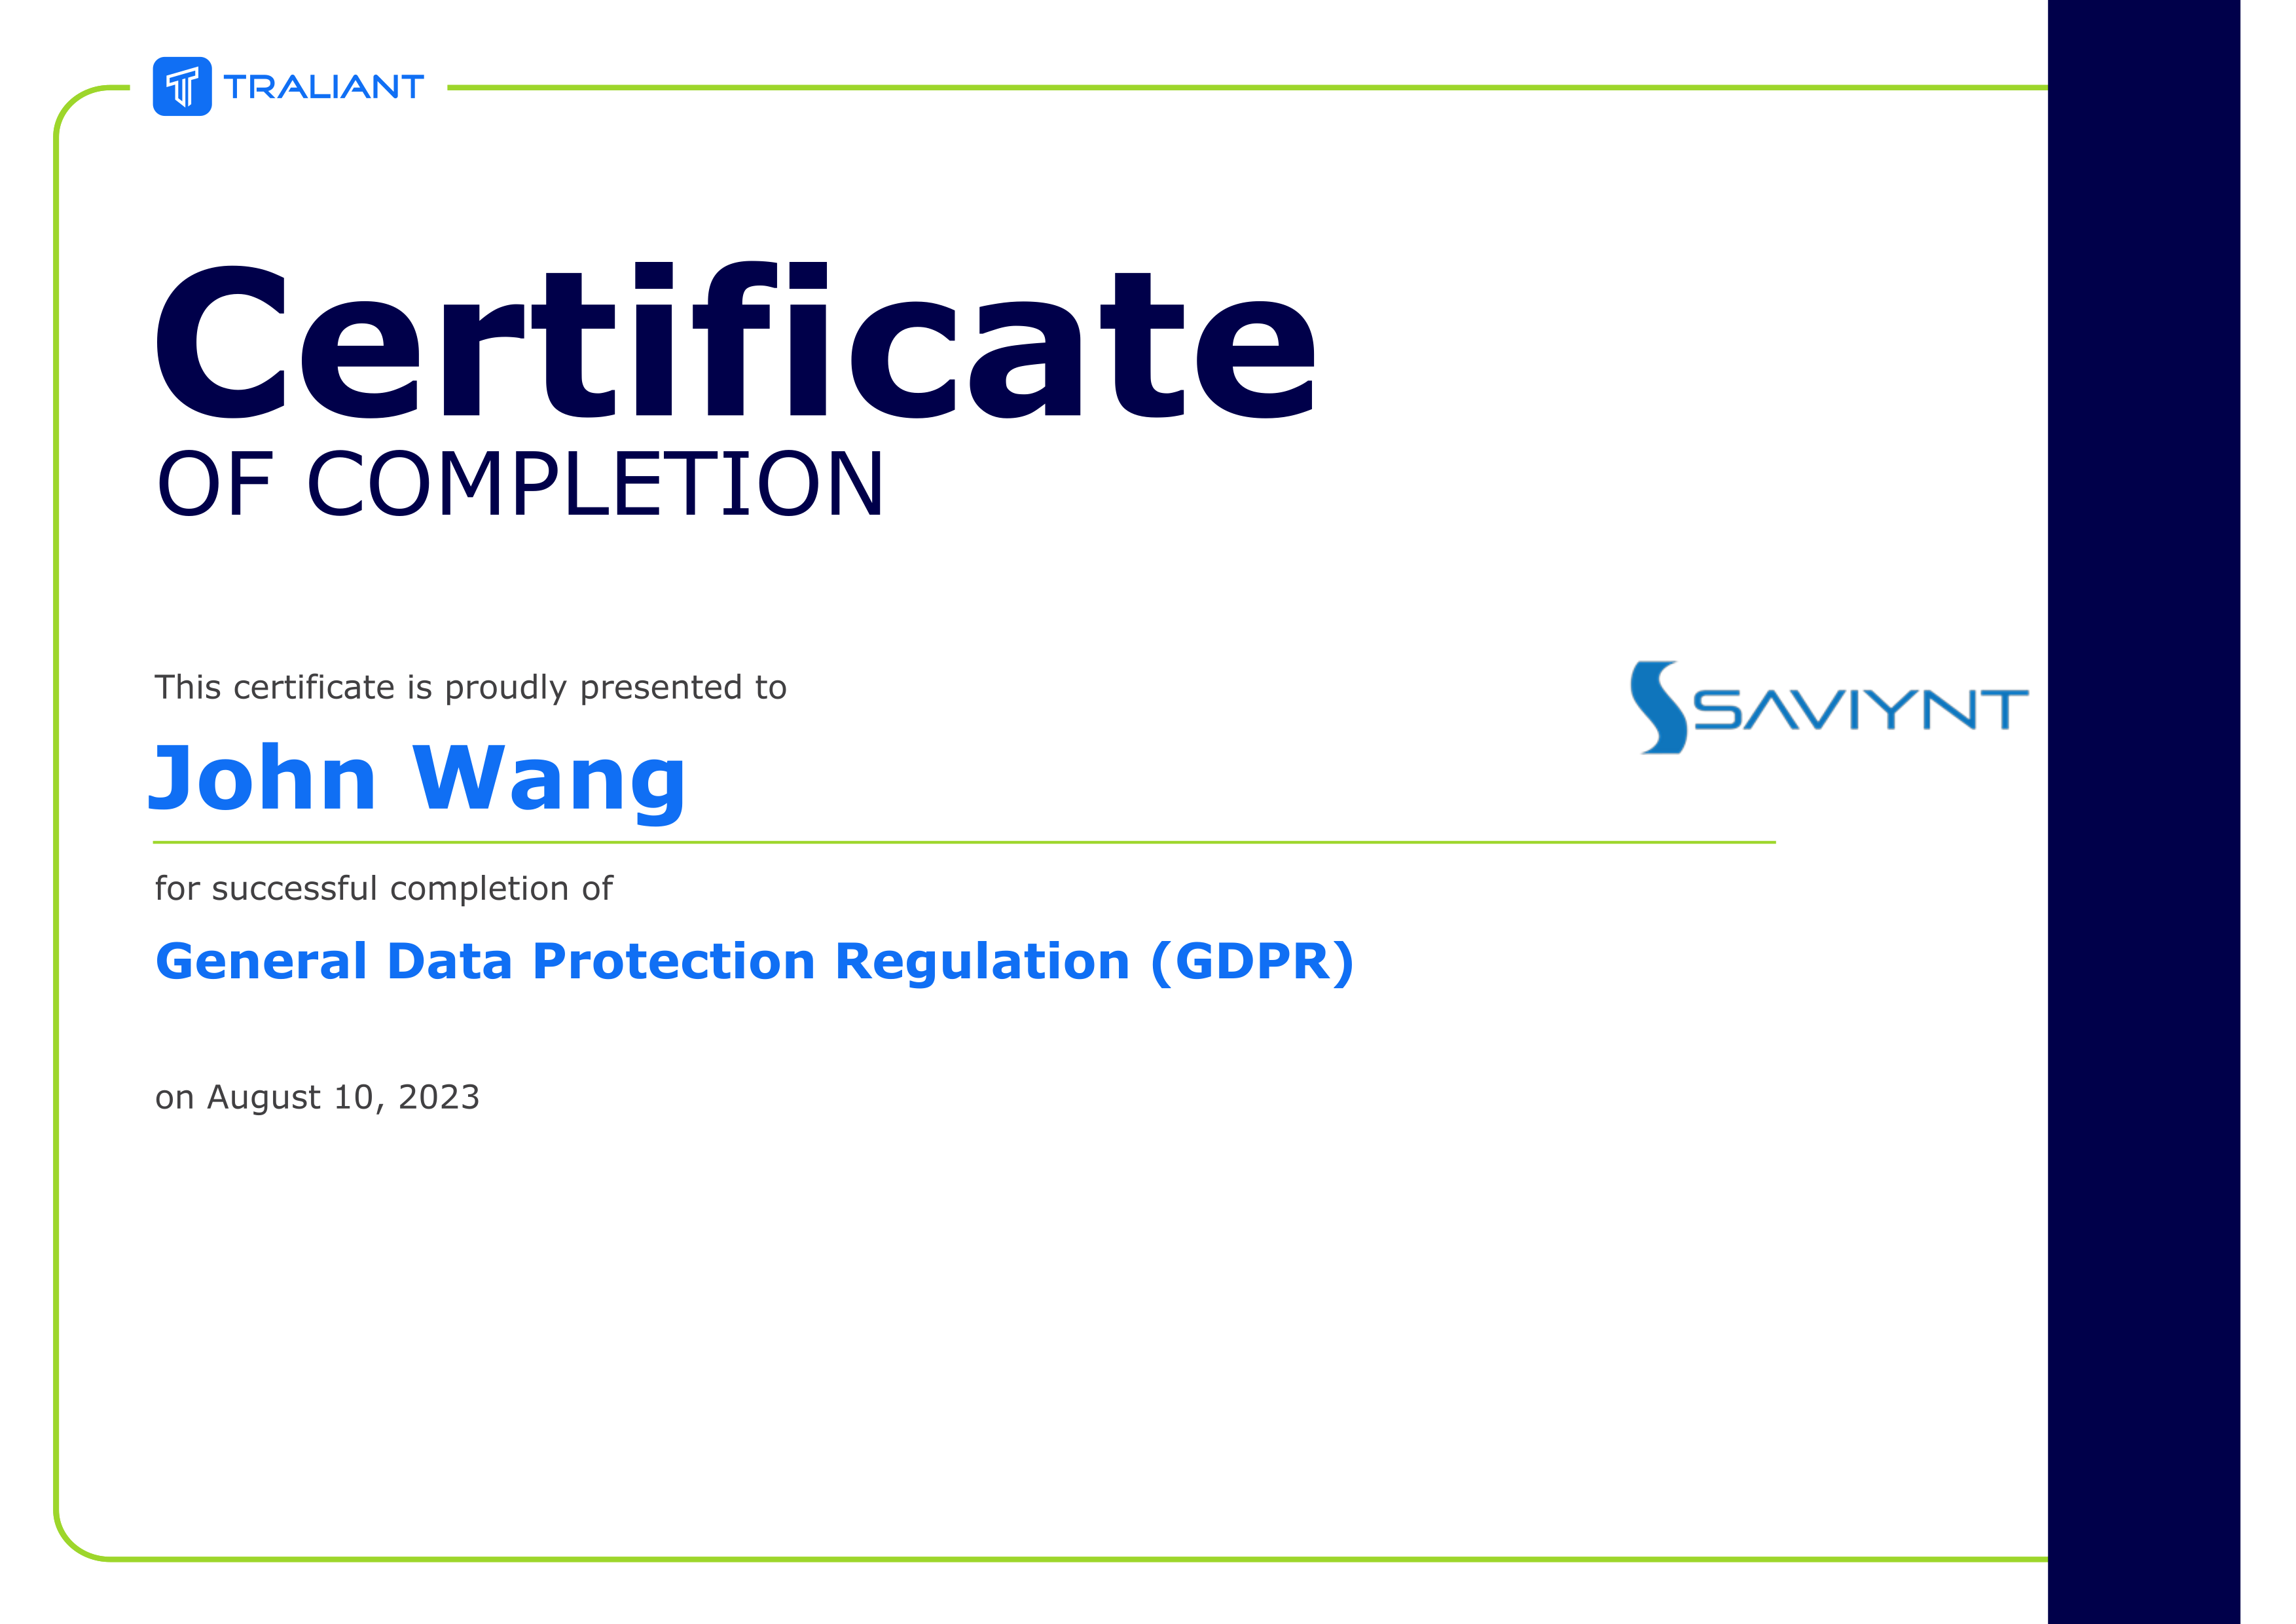 TRALIANT
Certificate
OF COMPLETION
This certificate is proudly presented to
SAVIYNT
John Wang
for successful completion of
General Data Protection Regulation (GDPR)
on August 10, 2023